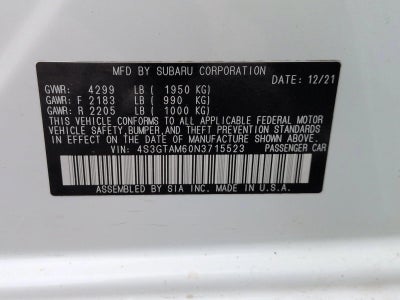 MFD BY SUBARU CORPORATION
DATE: 12/21
GVWR: 4299 LB ( 1950 KG)
GAWR: F 2183 LB ( 990 KG)
GAWR: R 2205 LB ( 1000 KG)
THIS VEHICLE CONFORMS TO ALL APPLICABLE FEDERAL MOTOR
VEHICLE SAFETY, BUMPER, AND THEFT PREVENTION STANDARDS
IN EFFECT ON THE DATE OF MANUFACTURE SHOWN ABOVE.
VIN: 4S3GTAM60N3715523 PASSENGER CAR
ASSEMBLED BY SIA INC. MADE IN U.S.A.